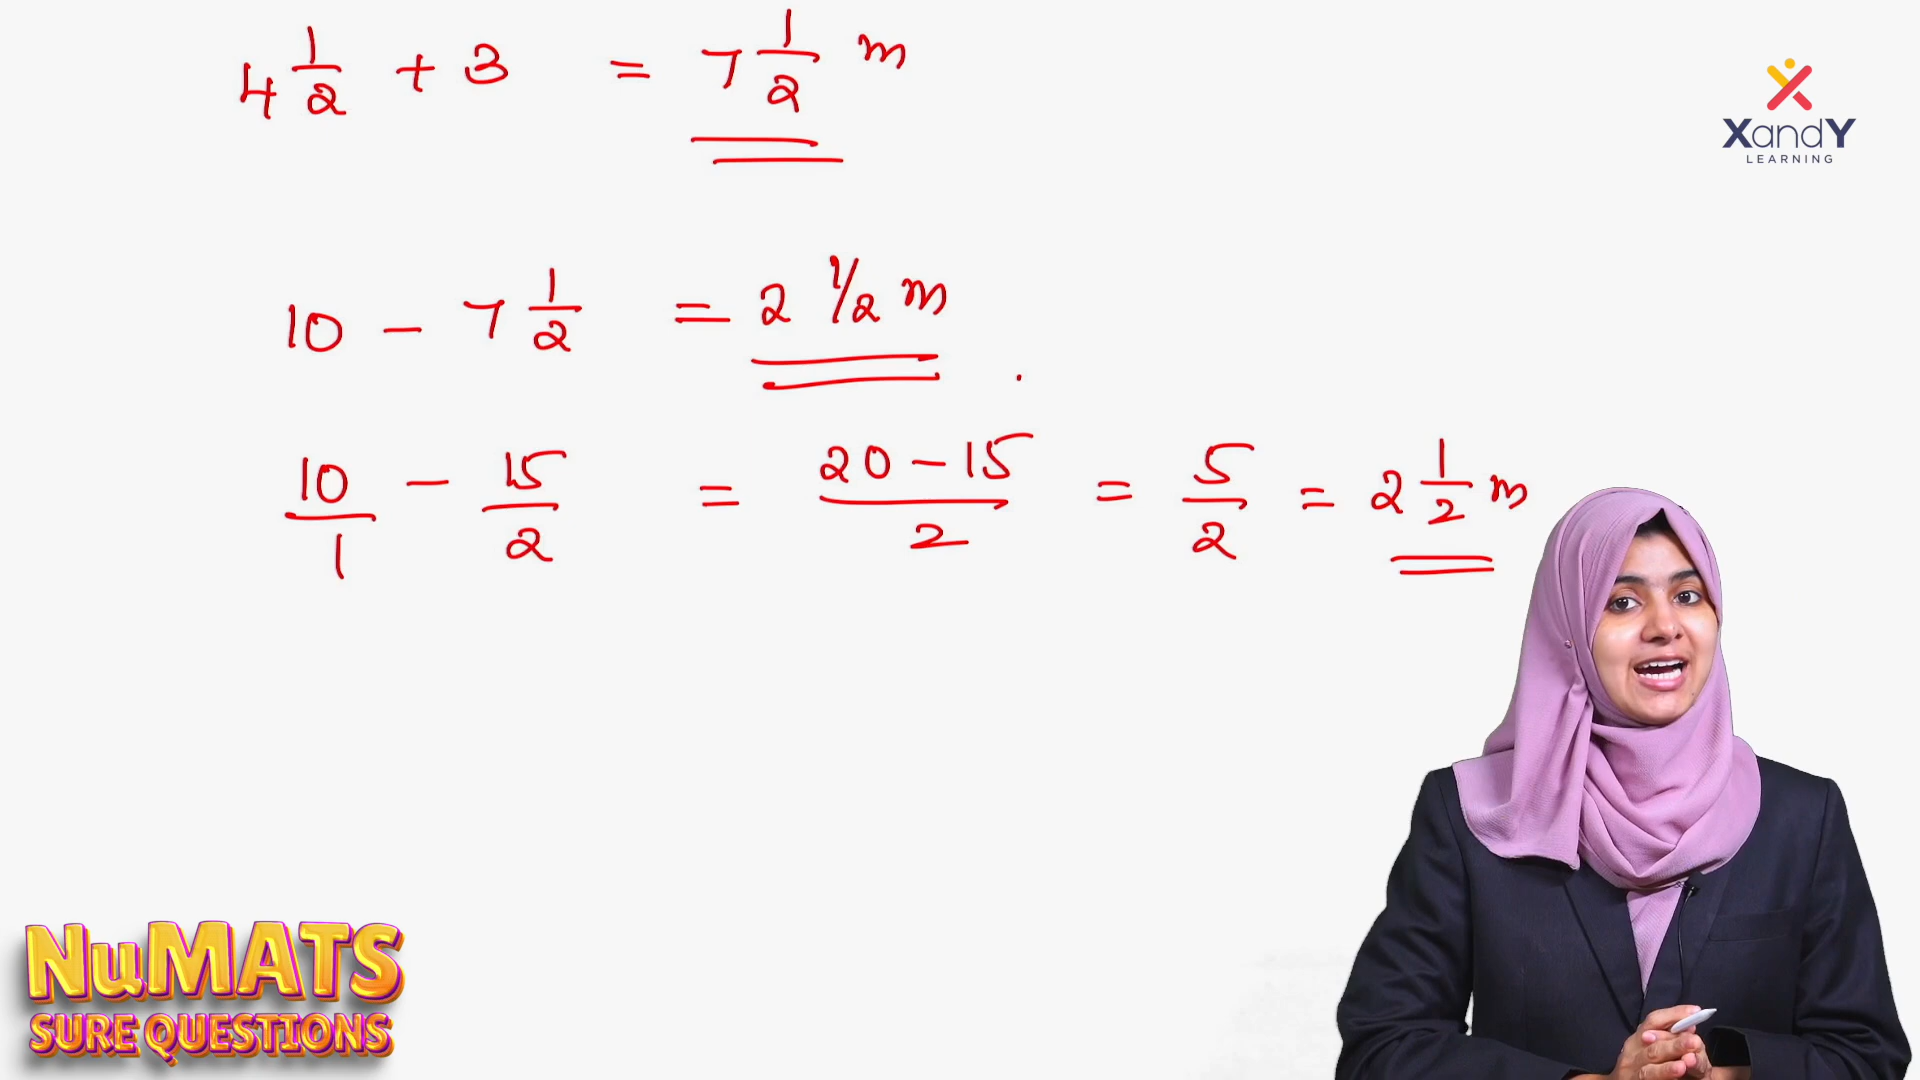 4 1/2 + 3 = 7 1/2 m
XandY
LEARNING
10 - 7 1/2 = 2 1/2 m
10/1 - 15/2 = 20 - 15/2 = 5/2 = 2 1/2 m
NuMATS
SURE QUESTIONS